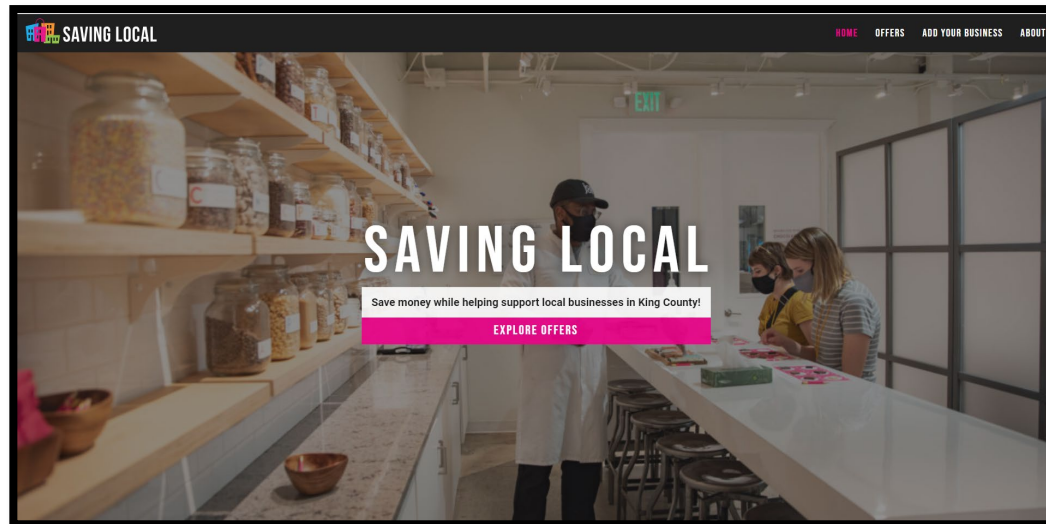 SAVING LOCAL
HOME OFFERS ADD YOUR BUSINESS ABOUT
EXIT
SAVING LOCAL
Save money while helping support local businesses in King County!
EXPLORE OFFERS